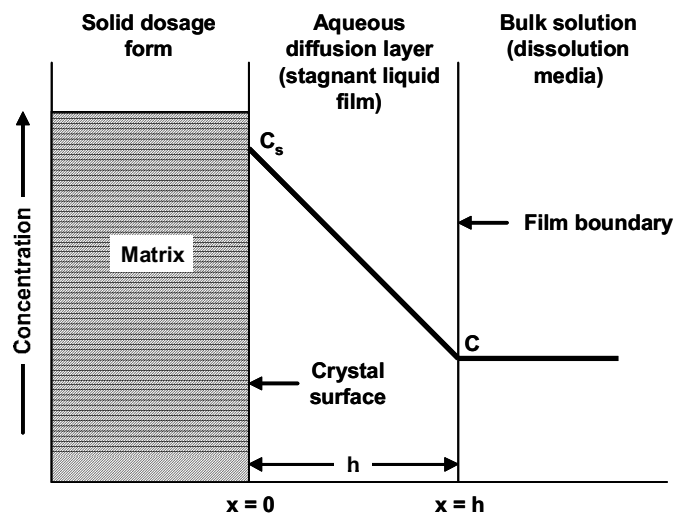 Solid dosage
form
Aqueous
diffusion layer
(stagnant liquid
film)
Bulk solution
(dissolution
media)
Concentration
Cs
Matrix
Film boundary
C
Crystal
surface
h
x = 0
x = h